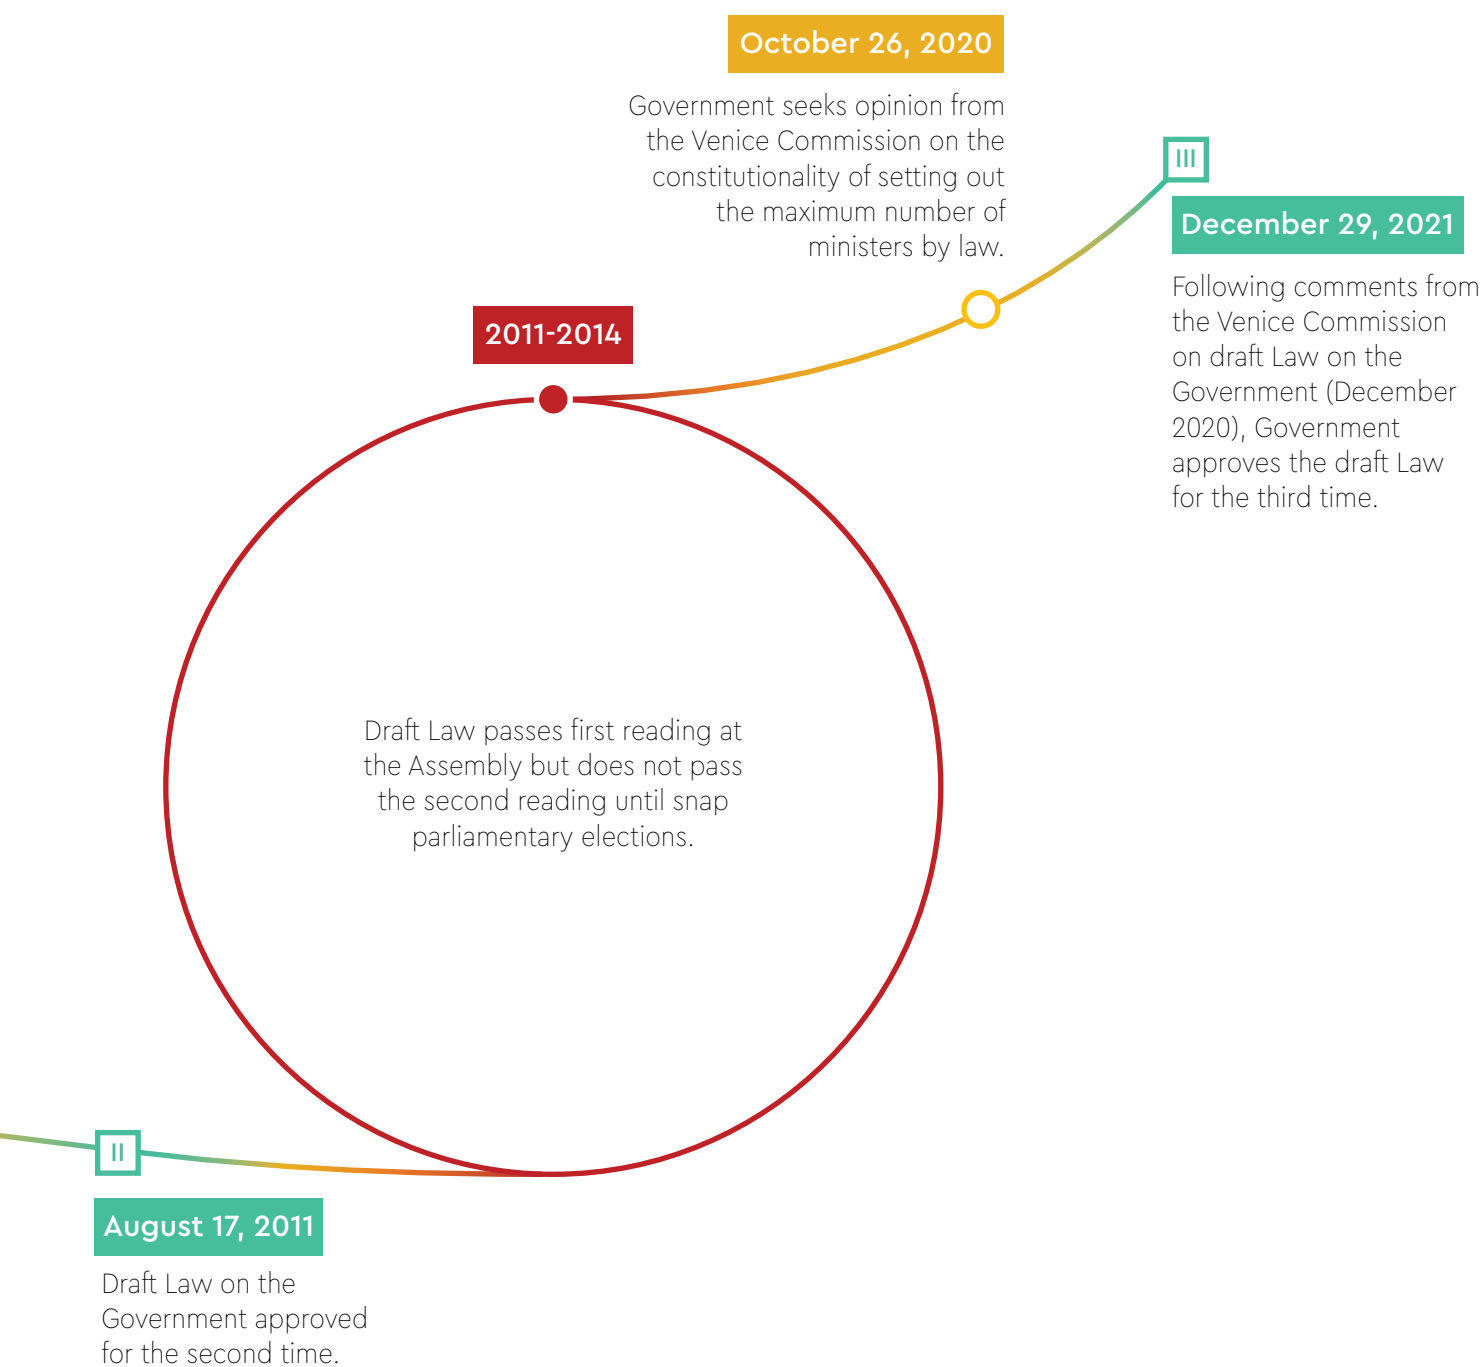 October 26, 2020
Government seeks opinion from
the Venice Commission on the
constitutionality of setting out
the maximum number of
ministers by law.
III
December 29, 2021
Following comments from
the Venice Commission
on draft Law on the
Government (December
2020), Government
approves the draft Law
for the third time.
2011-2014
Draft Law passes first reading at
the Assembly but does not pass
the second reading until snap
parliamentary elections.
II
August 17, 2011
Draft Law on the
Government approved
for the second time.